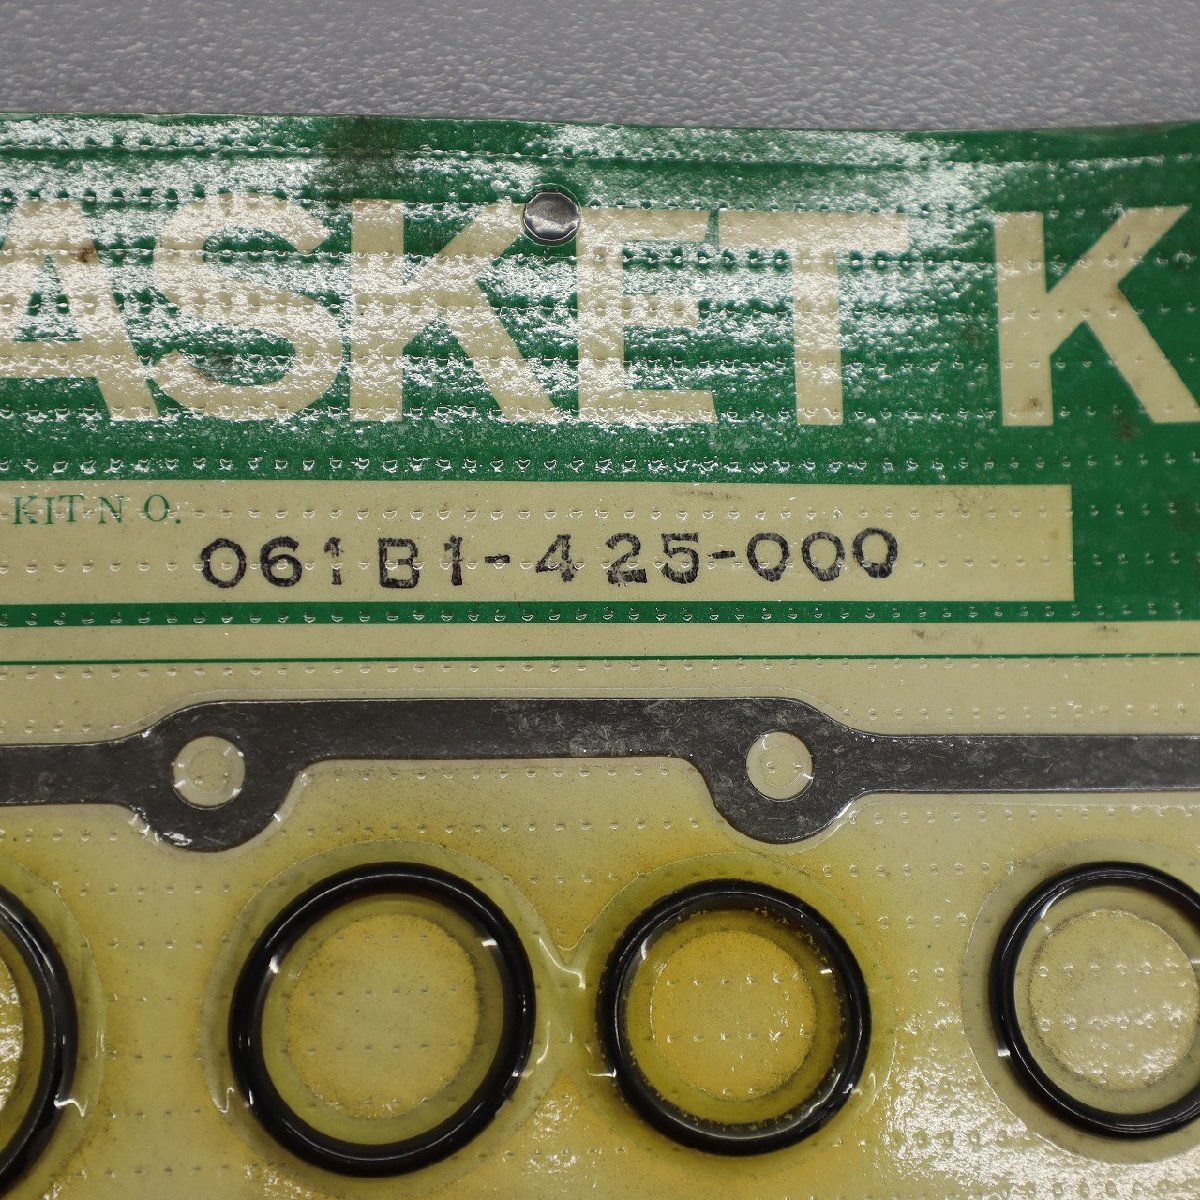 ASKET K
KIT N O.
061B1-425-000